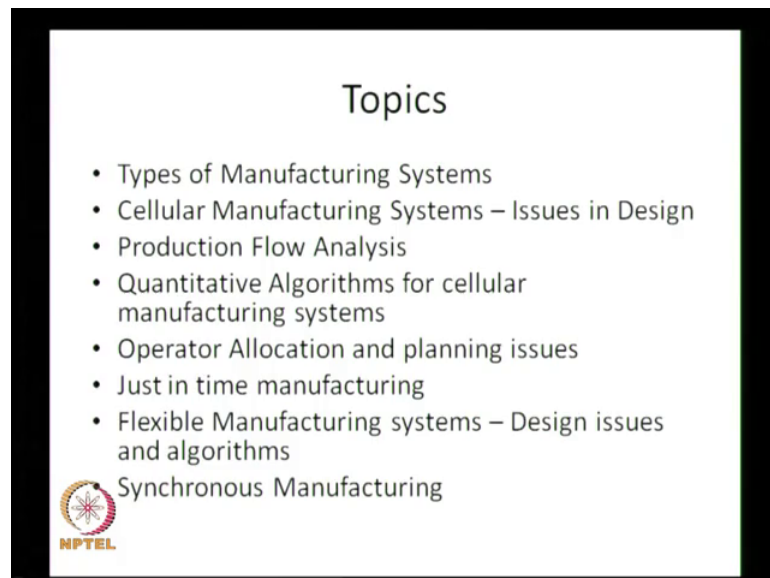 Topics
• Types of Manufacturing Systems
• Cellular Manufacturing Systems – Issues in Design
• Production Flow Analysis
• Quantitative Algorithms for cellular
manufacturing systems
• Operator Allocation and planning issues
• Just in time manufacturing
• Flexible Manufacturing systems – Design issues
and algorithms
• Synchronous Manufacturing
NPTEL